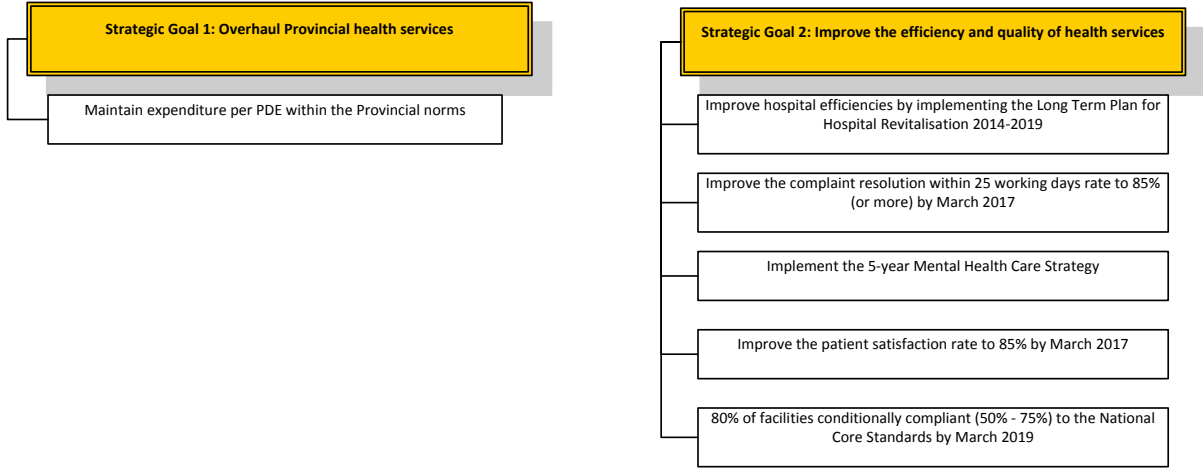 Strategic Goal 1: Overhaul Provincial health services
Maintain expenditure per PDE within the Provincial norms
Strategic Goal 2: Improve the efficiency and quality of health services
Improve hospital efficiencies by implementing the Long Term Plan for
Hospital Revitalisation 2014-2019
Improve the complaint resolution within 25 working days rate to 85%
(or more) by March 2017
Implement the 5-year Mental Health Care Strategy
Improve the patient satisfaction rate to 85% by March 2017
80% of facilities conditionally compliant (50% - 75%) to the National
Core Standards by March 2019